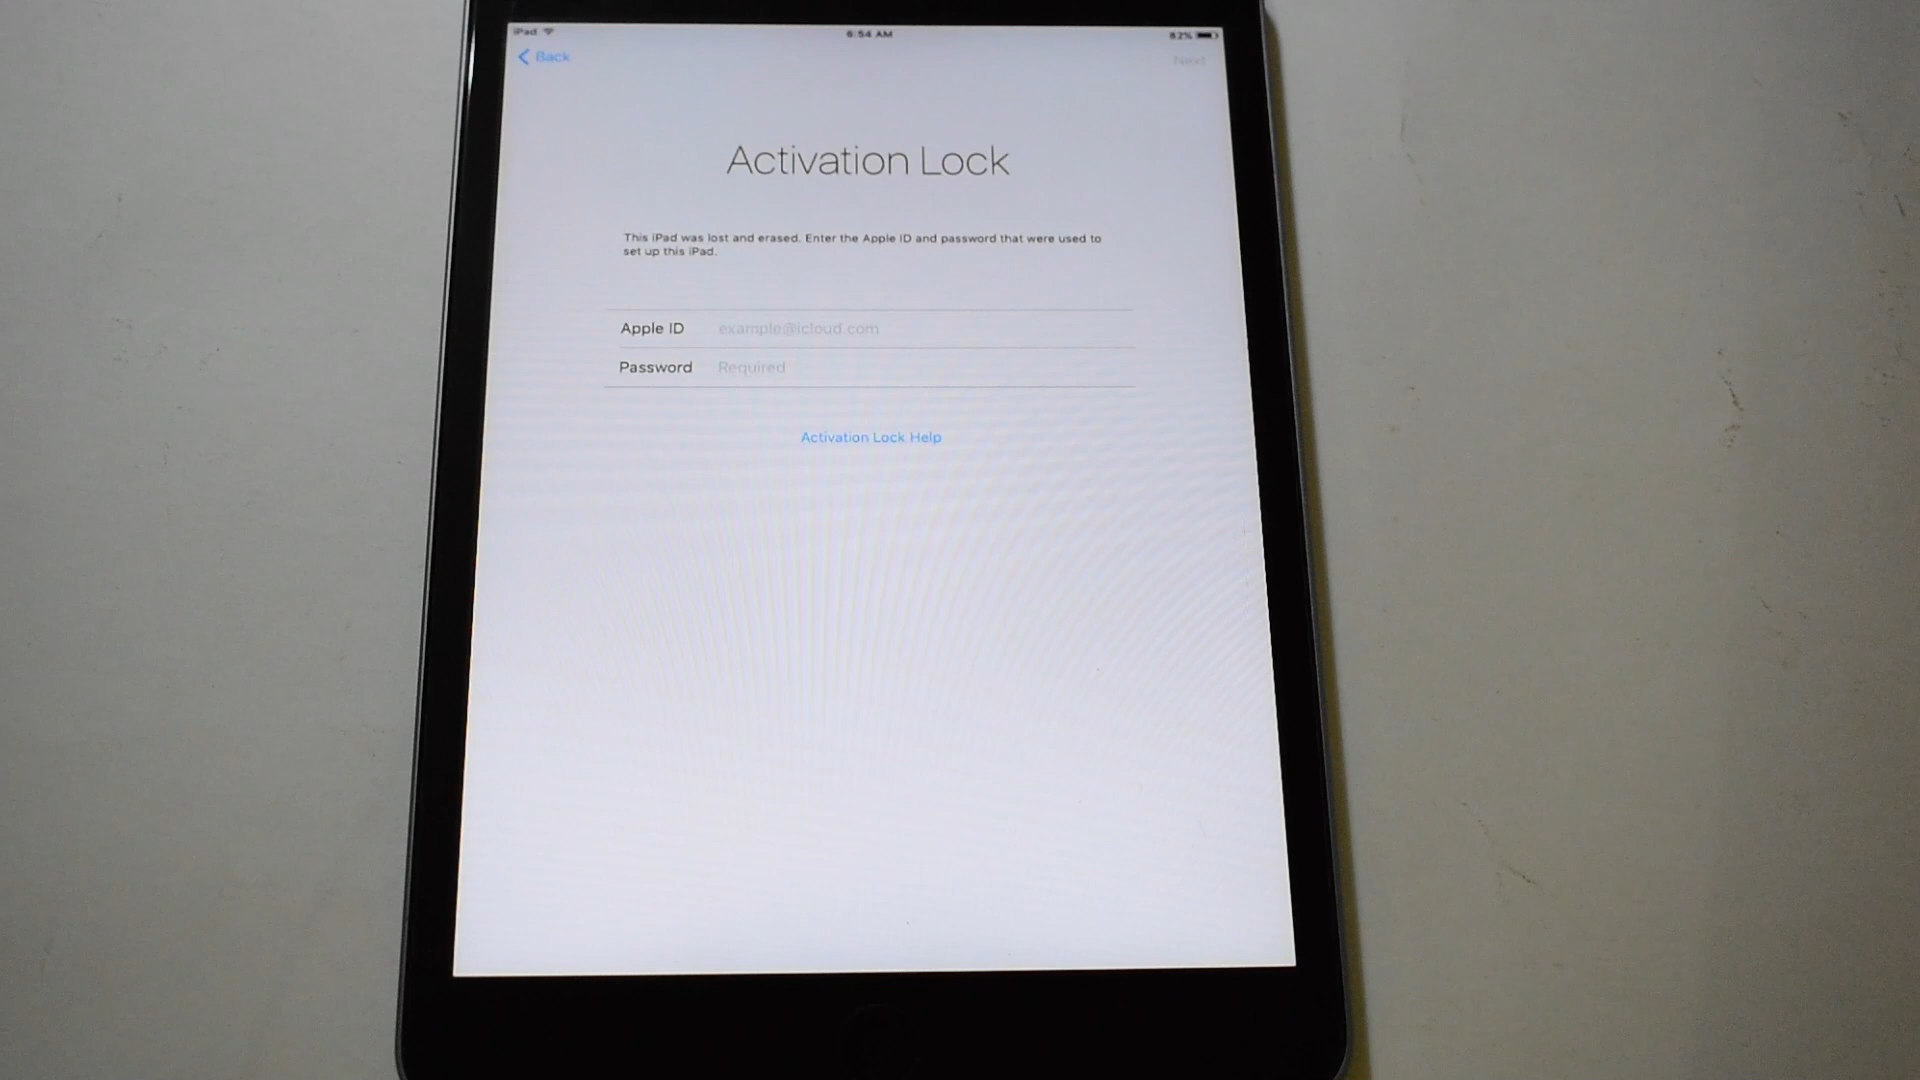 iPad 6:54 AM 82%
Back Next
Activation Lock
This iPad was lost and erased. Enter the Apple ID and password that were used to
set up this iPad.
Apple ID example@icloud.com
Password Required
Activation Lock Help